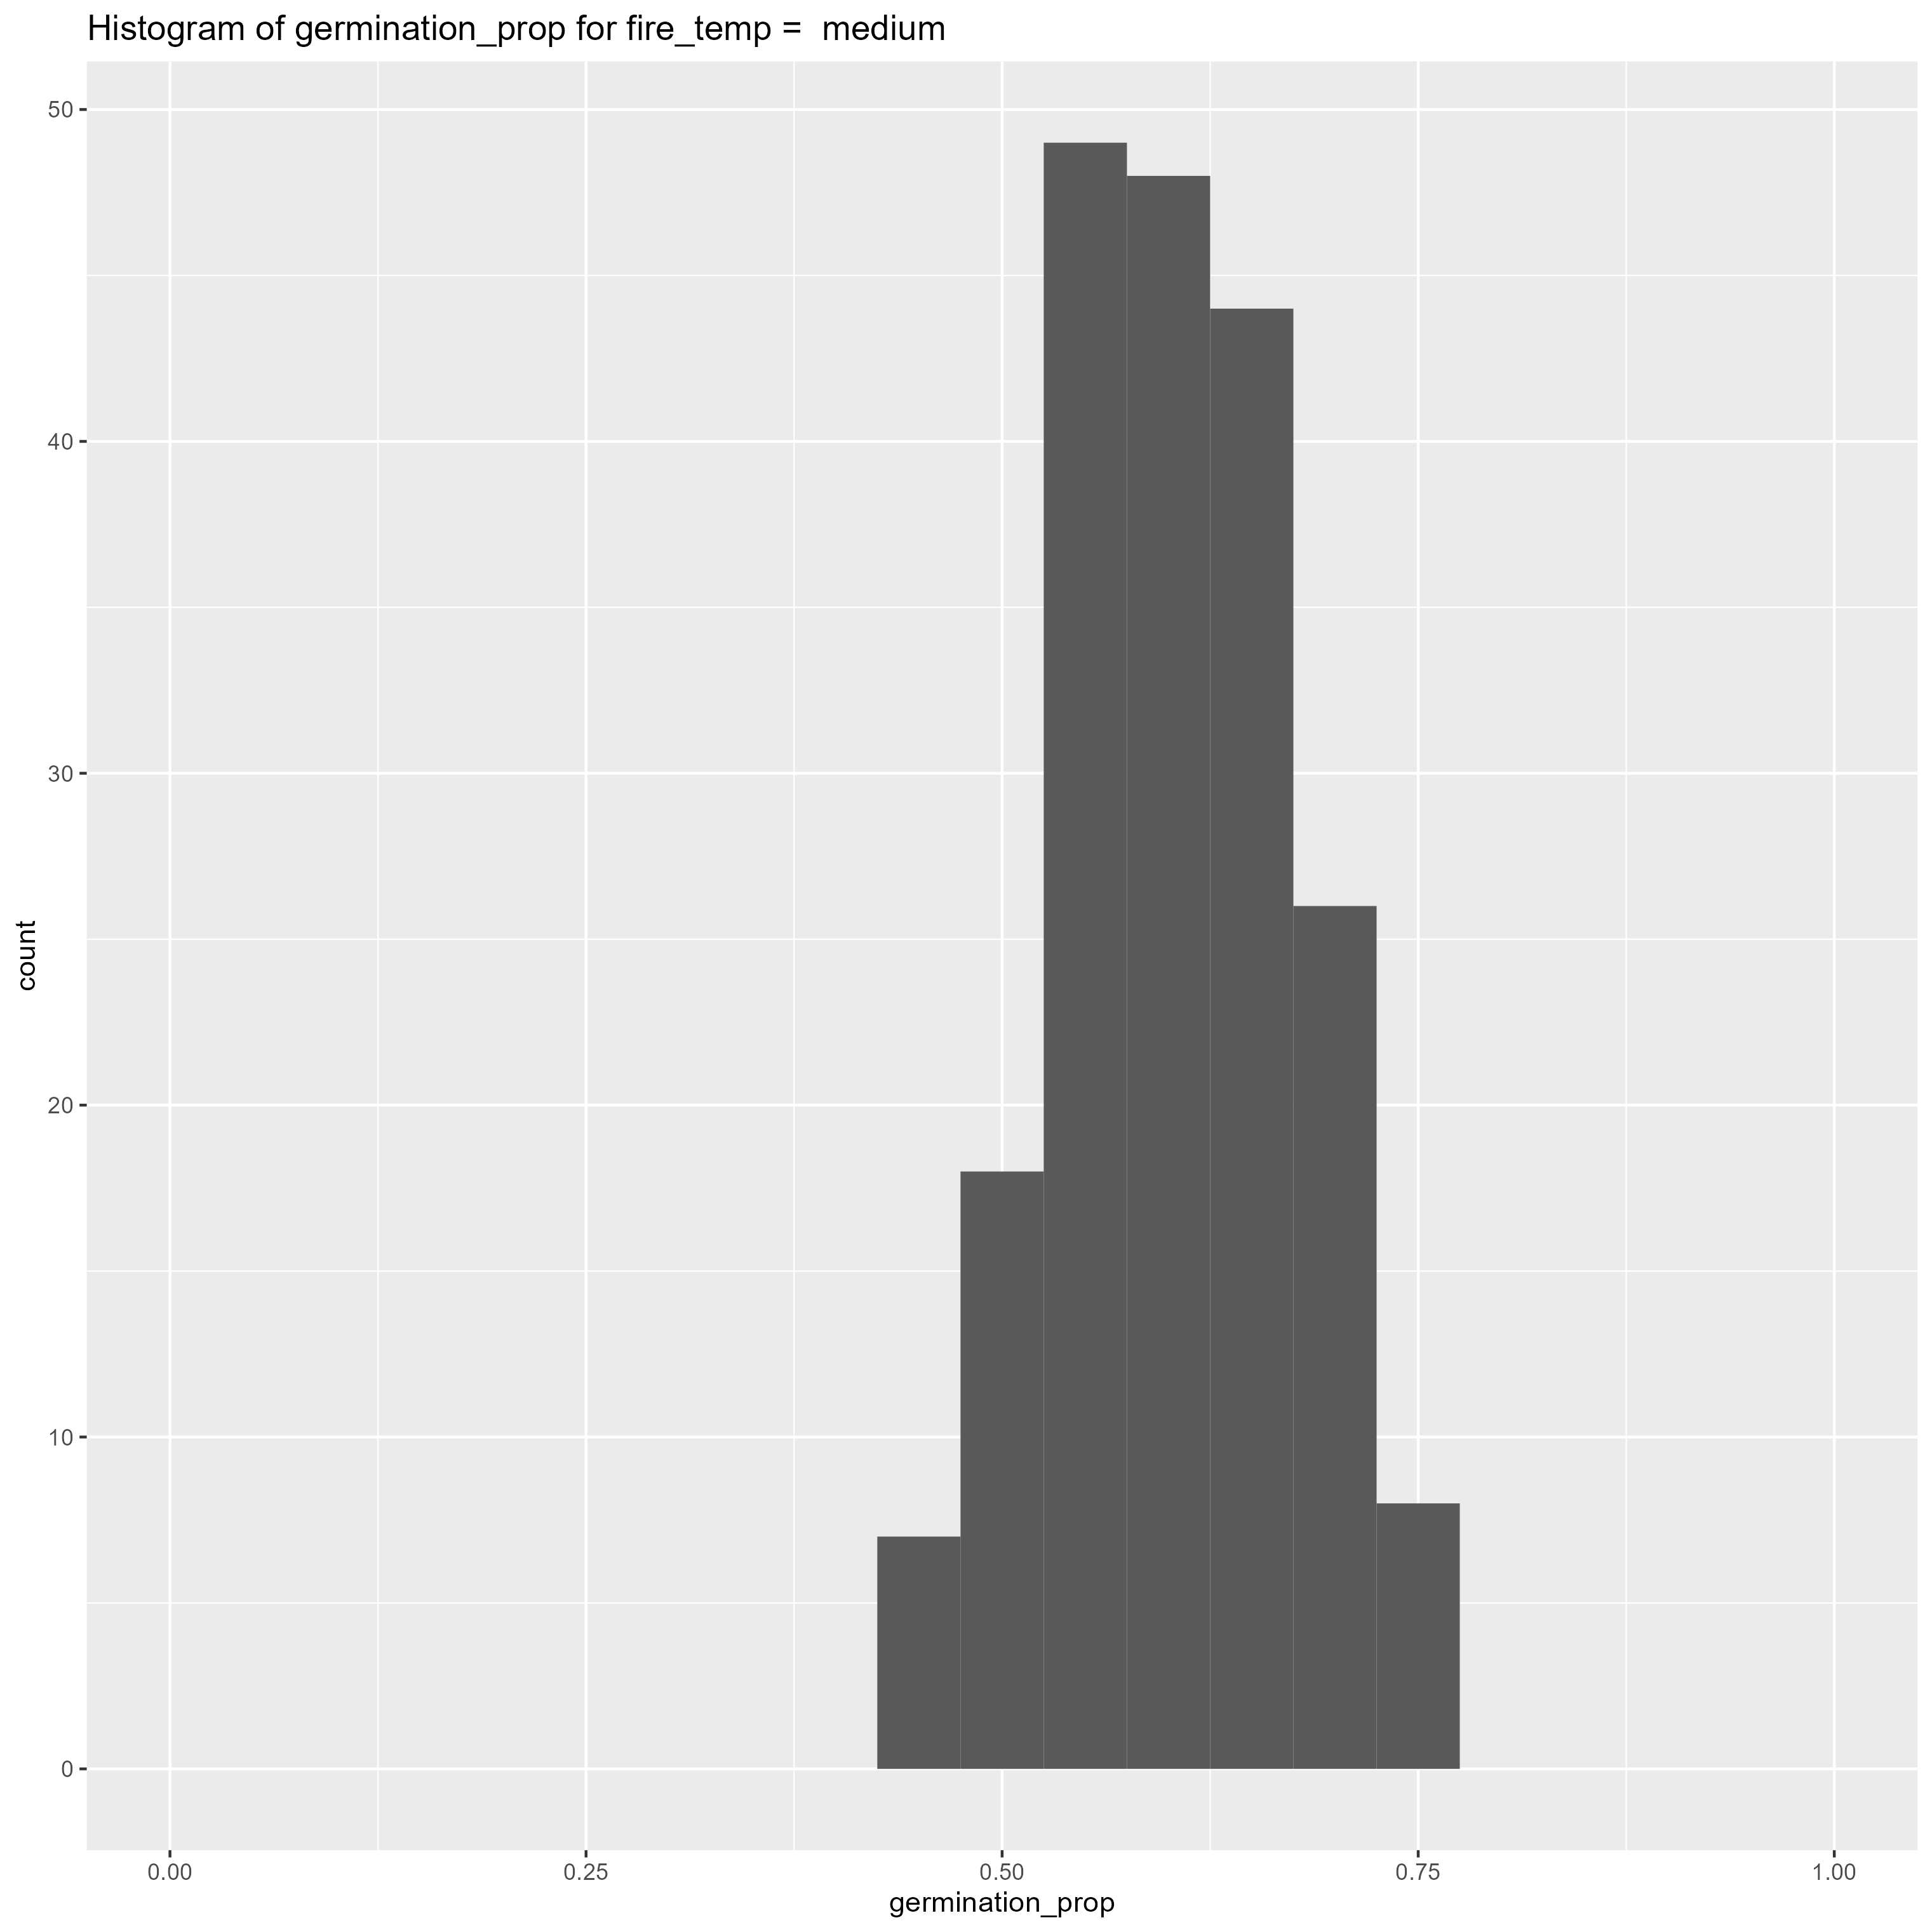 Histogram of germination_prop for fire_temp =  medium
50
40
30
20
10
0
count
0.00 0.25 0.50 0.75 1.00
germination_prop